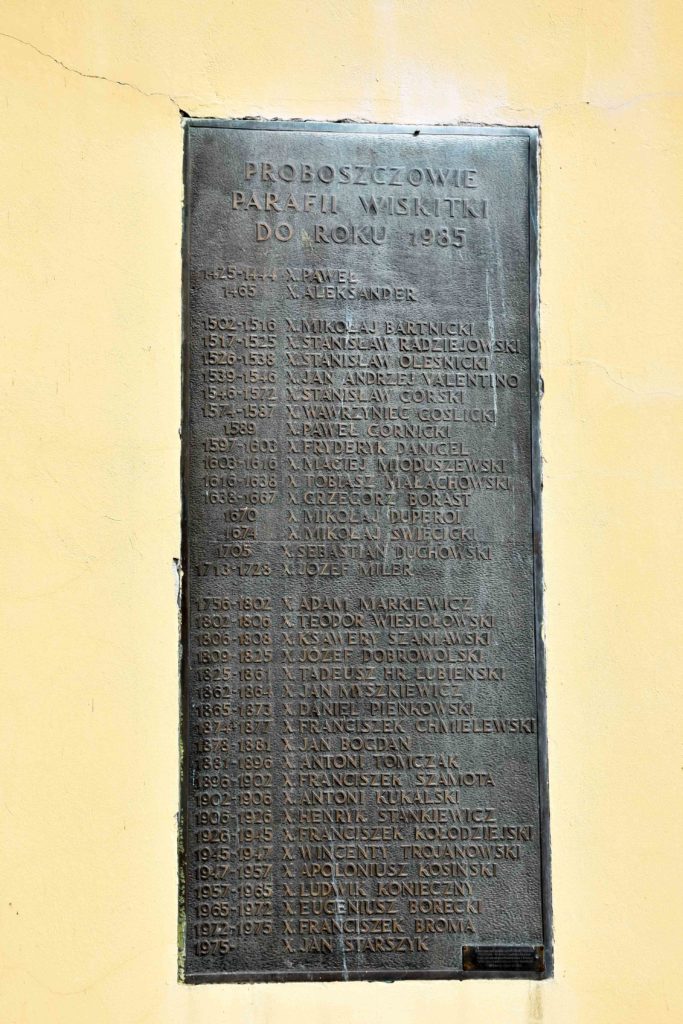 PROBOSZCZOWIE
PARAFII WISKITKI
DO ROKU 1985
1425-1444 X.PAWEŁ
1465 X.ALEKSANDER
1502-1516 X.MIKOŁAJ BARTNICKI
1517-1525 X.STANISŁAW RADZIEJOWSKI
1526-1538 X.STANISŁAW OLEŚNICKI
1539-1546 X.JAN ANDRZEJ VALENTINO
1546-1572 X.STANISŁAW GÓRSKI
1574-1587 X.WAWRZYNIEC GOŚLICKI
1589 X.PAWEŁ GÓRNICKI
1597-1603 X.FRYDERYK DANIGEL
1603-1616 X.MACIEJ MIODUSZEWSKI
1616-1638 X.TOBIASZ MAŁACHOWSKI
1638-1667 X.GRZEGORZ BORAST
1670 X.MIKOŁAJ DUPEROI
1674 X.MIKOŁAJ ŚWIĘCICKI
1705 X.SEBASTIAN DUCHOWSKI
1713-1728 X.JÓZEF MILER
1756-1802 X.ADAM MARKIEWICZ
1802-1806 X.TEODOR WIESIOŁOWSKI
1806-1808 X.KSAWERY SZANIAWSKI
1809-1825 X.JÓZEF DOBROWOLSKI
1825-1861 X.TADEUSZ HR.ŁUBIEŃSKI
1862-1864 X.JAN MYSZKIEWICZ
1865-1873 X.DANIEL PIEŃKOWSKI
1874-1877 X.FRANCISZEK CHMIELEWSKI
1878-1881 X.JAN BOGDAN
1881-1896 X.ANTONI TOMCZAK
1896-1902 X.FRANCISZEK SZAMOTA
1902-1906 X.ANTONI KUKALSKI
1906-1926 X.HENRYK STANKIEWICZ
1926-1945 X.FRANCISZEK KOŁODZIEJSKI
1945-1947 X.WINCENTY TROJANOWSKI
1947-1957 X.APOLONIUSZ KOSIŃSKI
1957-1965 X.LUDWIK KONIECZNY
1965-1972 X.EUGENIUSZ BORECKI
1972-1975 X.FRANCISZEK BROMA
1975- X.JAN STARSZYK